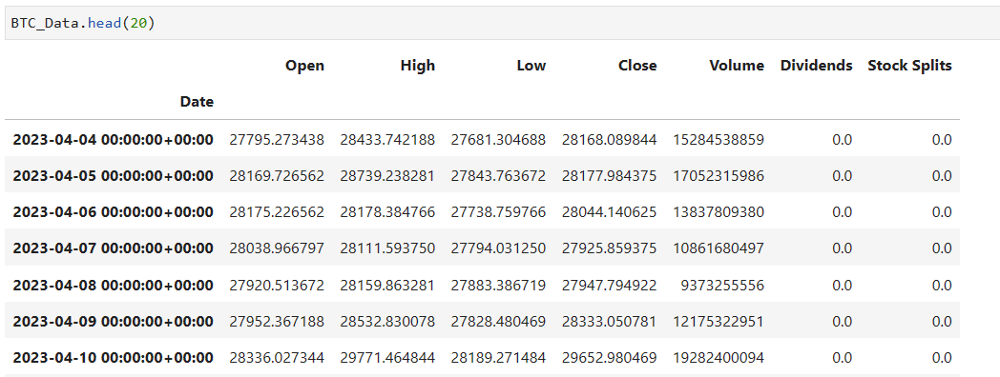 BTC_Data.head(20)
Open High Low Close Volume Dividends Stock Splits
Date
2023-04-04 00:00:00+00:00 27795.273438 28433.742188 27681.304688 28168.089844 15284538859 0.0 0.0
2023-04-05 00:00:00+00:00 28169.726562 28739.238281 27843.763672 28177.984375 17052315986 0.0 0.0
2023-04-06 00:00:00+00:00 28175.226562 28178.384766 27738.759766 28044.140625 13837809380 0.0 0.0
2023-04-07 00:00:00+00:00 28038.966797 28111.593750 27794.031250 27925.859375 10861680497 0.0 0.0
2023-04-08 00:00:00+00:00 27920.513672 28159.863281 27883.386719 27947.794922 9373255556 0.0 0.0
2023-04-09 00:00:00+00:00 27952.367188 28532.830078 27828.480469 28333.050781 12175322951 0.0 0.0
2023-04-10 00:00:00+00:00 28336.027344 29771.464844 28189.271484 29652.980469 19282400094 0.0 0.0